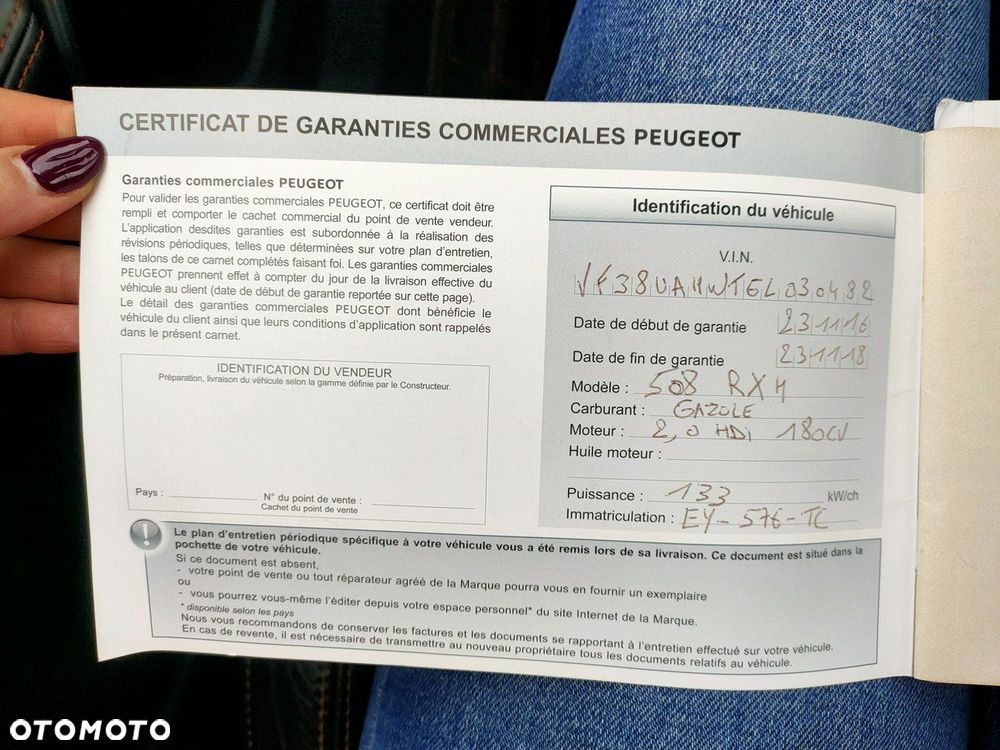 CERTIFICAT DE GARANTIES COMMERCIALES PEUGEOT
Garanties commerciales PEUGEOT
Pour valider les garanties commerciales PEUGEOT, ce certificat doit être
rempli et comporter le cachet commercial du point de vente vendeur.
L'application desdites garanties est subordonnée à la réalisation des
révisions périodiques, telles que déterminées sur votre plan d'entretien,
les talons de ce carnet complétés faisant foi. Les garanties commerciales
PEUGEOT prennent effet à compter du jour de la livraison effective du
véhicule au client (date de début de garantie reportée sur cette page).
Le détail des garanties commerciales PEUGEOT dont bénéficie le
véhicule du client ainsi que leurs conditions d'application sont rappelés
dans le présent carnet.
IDENTIFICATION DU VENDEUR
Préparation, livraison du véhicule selon la gamme définie par le Constructeur.
Pays :
N° du point de vente :
Cachet du point de vente
Identification du véhicule
V.I.N.
VF38UAHWTEL030482
Date de début de garantie 231116
Date de fin de garantie 231118
Modèle : 508 RXH
Carburant : GAZOLE
Moteur : 2,0 HDi 180CV
Huile moteur :
Puissance : 133 kW/ch
Immatriculation : EY-576-TC
!
Le plan d'entretien périodique spécifique à votre véhicule vous a été remis lors de sa livraison. Ce document est situé dans la
pochette de votre véhicule.
Si ce document est absent,
- votre point de vente ou tout réparateur agréé de la Marque pourra vous en fournir un exemplaire
ou
- vous pourrez vous-même l'éditer depuis votre espace personnel* du site Internet de la Marque.
* disponible selon les pays
Nous vous recommandons de conserver les factures et les documents se rapportant à l'entretien effectué sur votre véhicule.
En cas de revente, il est nécessaire de transmettre au nouveau propriétaire tous les documents relatifs au véhicule.
OTOMOTO